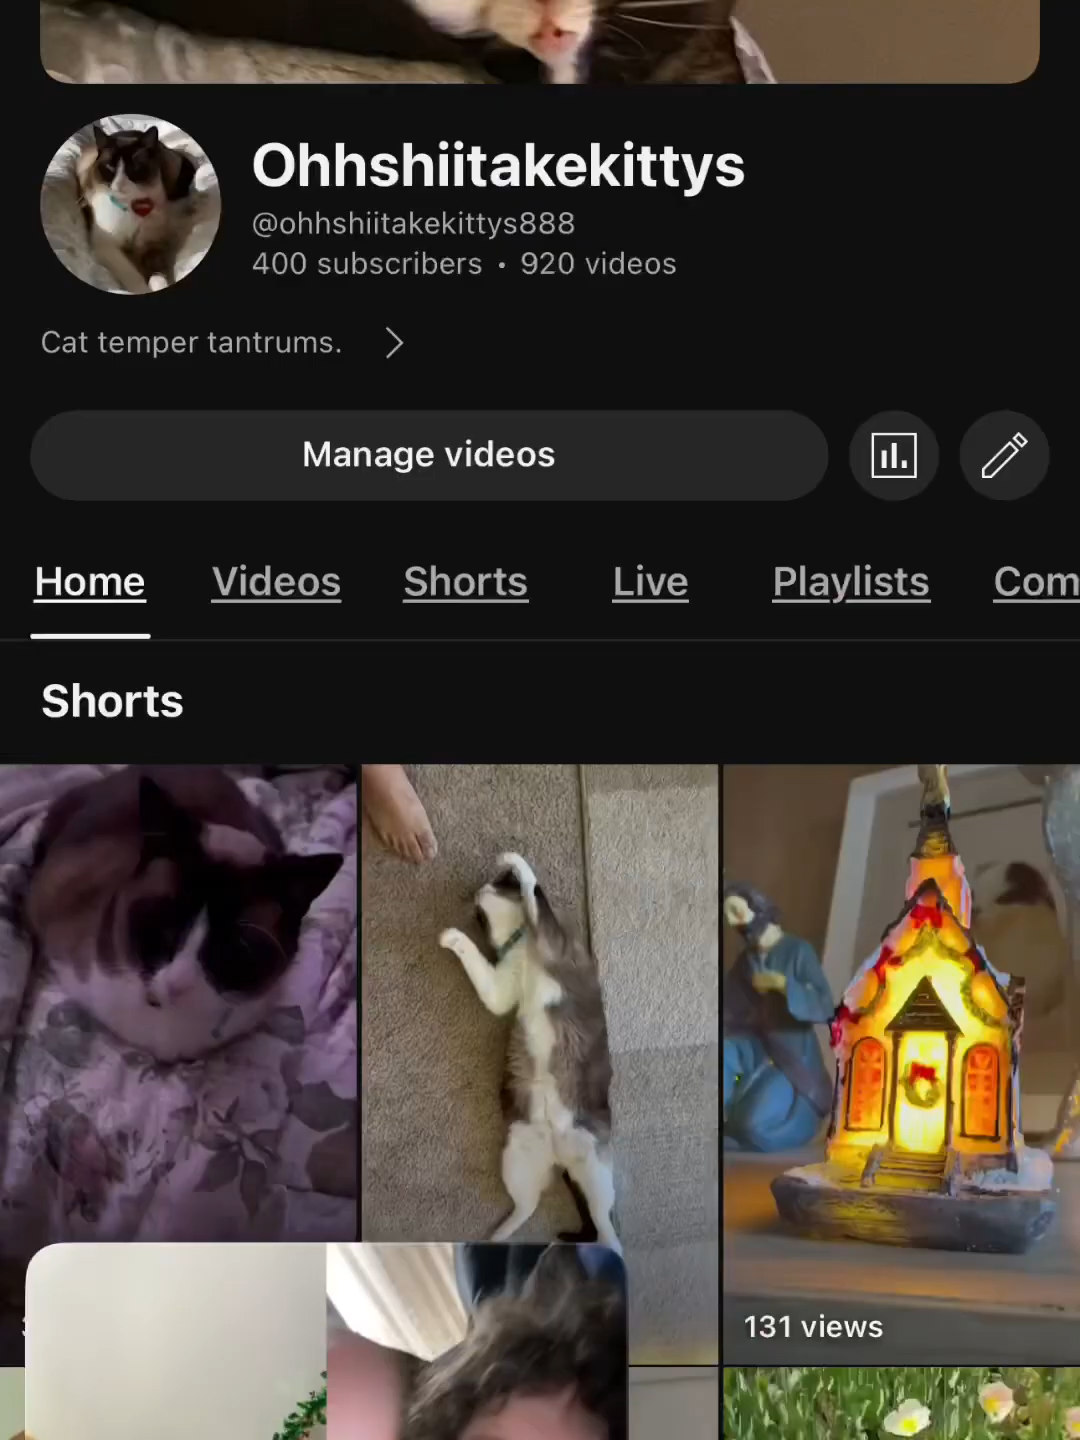 Ohhshiitakekittys
@ohhshiitakekittys888
400 subscribers • 920 videos
Cat temper tantrums.
Manage videos
Home Videos Shorts Live Playlists Com
Shorts
131 views